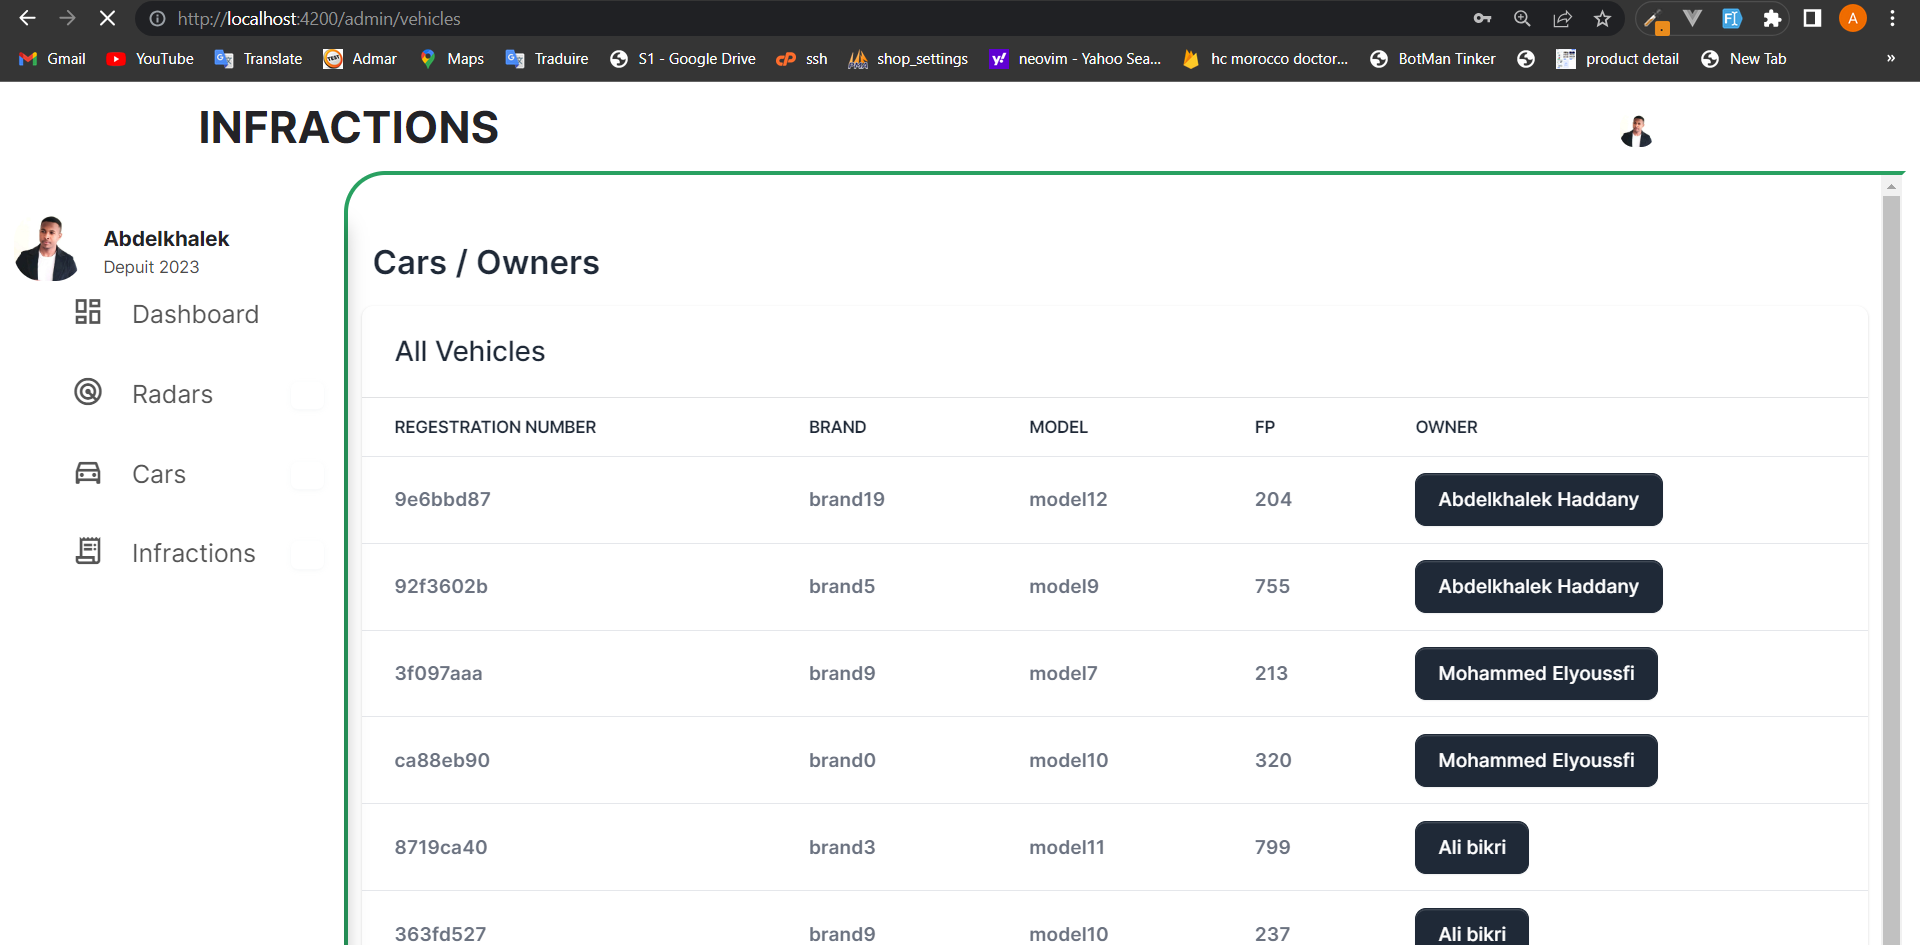 http://localhost:4200/admin/vehicles
A
Gmail YouTube Translate Admar Maps Traduire S1 - Google Drive ssh shop_settings neovim - Yahoo Sea... hc morocco doctor... BotMan Tinker product detail New Tab »
INFRACTIONS
Abdelkhalek
Depuit 2023
Dashboard
Radars
Cars
Infractions
Cars / Owners
All Vehicles
REGESTRATION NUMBER BRAND MODEL FP OWNER
9e6bbd87 brand19 model12 204 Abdelkhalek Haddany
92f3602b brand5 model9 755 Abdelkhalek Haddany
3f097aaa brand9 model7 213 Mohammed Elyoussfi
ca88eb90 brand0 model10 320 Mohammed Elyoussfi
8719ca40 brand3 model11 799 Ali bikri
363fd527 brand9 model10 237 Ali bikri